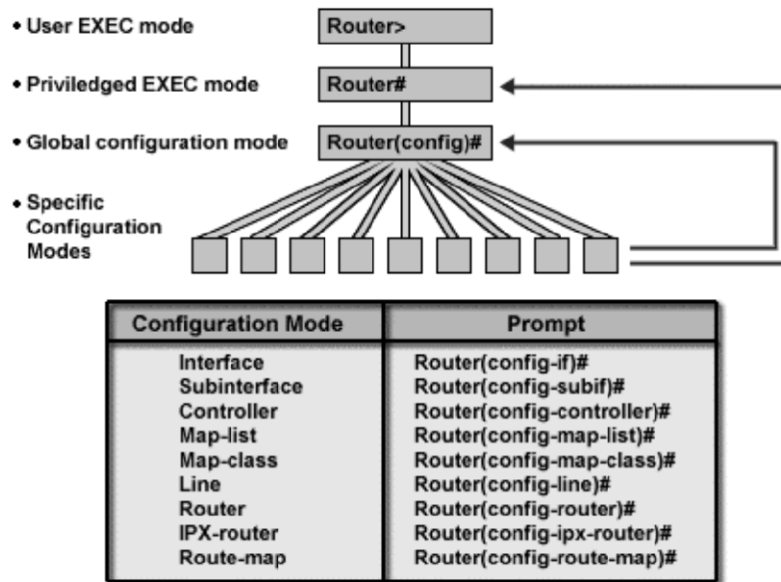 • User EXEC mode Router>
• Priviledged EXEC mode Router#
• Global configuration mode Router(config)#
• Specific
Configuration
Modes
Configuration Mode Prompt
Interface Router(config-if)#
Subinterface Router(config-subif)#
Controller Router(config-controller)#
Map-list Router(config-map-list)#
Map-class Router(config-map-class)#
Line Router(config-line)#
Router Router(config-router)#
IPX-router Router(config-ipx-router)#
Route-map Router(config-route-map)#